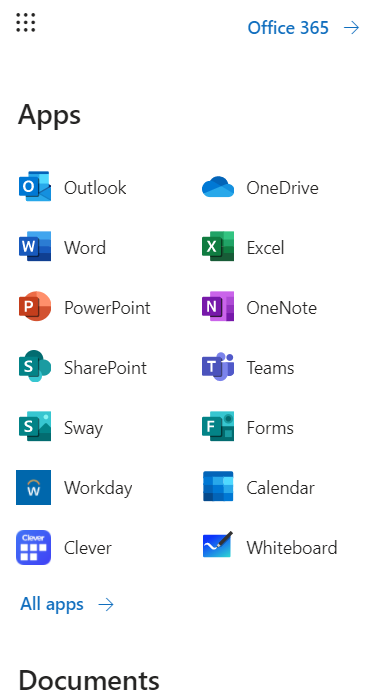 Office 365
Apps
Outlook OneDrive
Word Excel
PowerPoint OneNote
SharePoint Teams
Sway Forms
Workday Calendar
Clever Clever Whiteboard
All apps
Documents